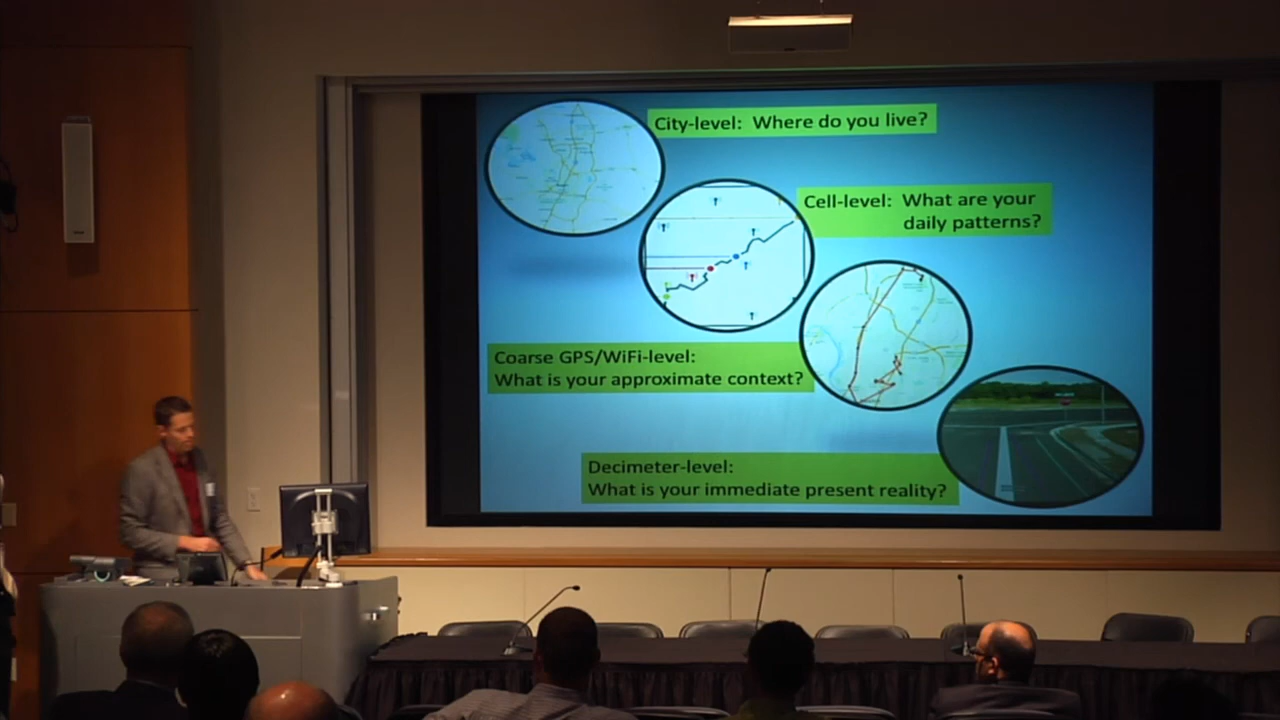 City-level: Where do you live?
Cell-level: What are your
daily patterns?
Coarse GPS/WiFi-level:
What is your approximate context?
Decimeter-level:
What is your immediate present reality?